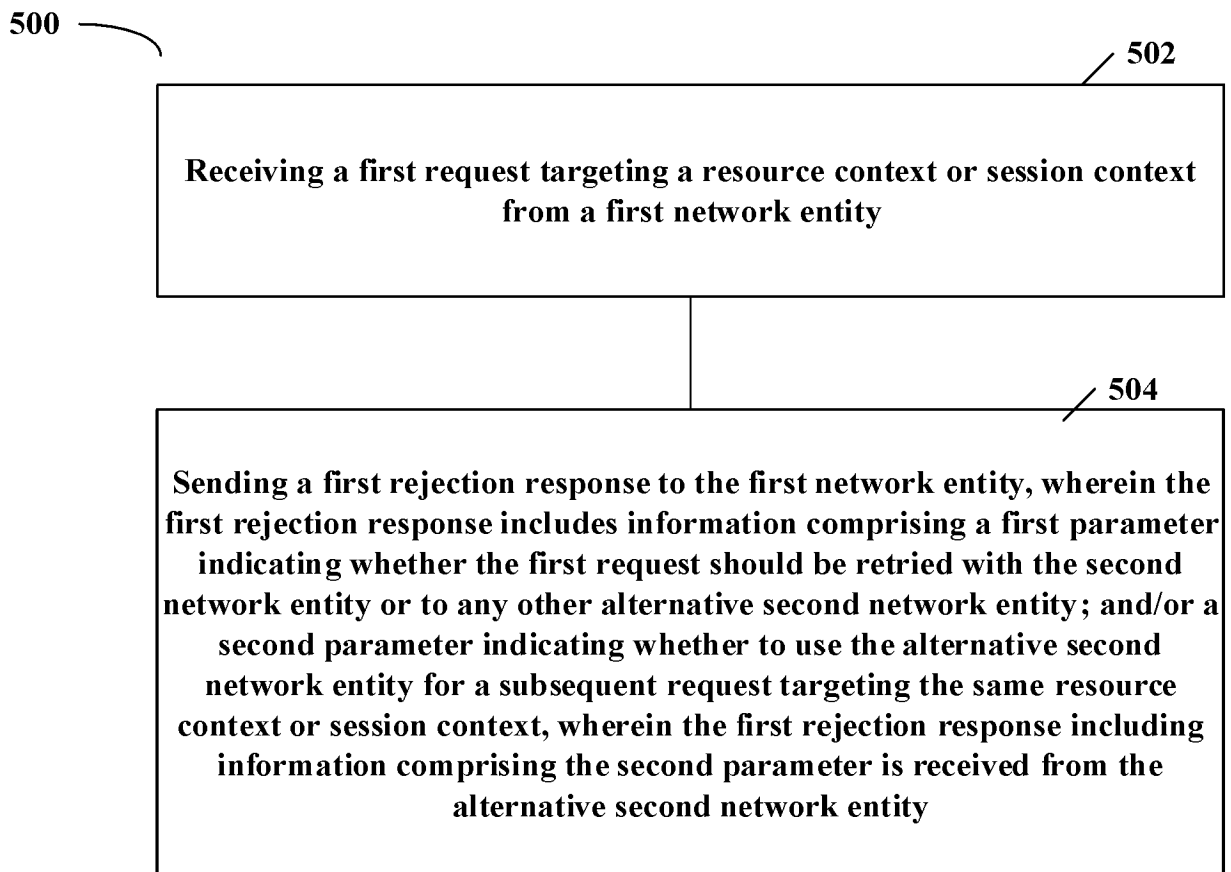 500
502
Receiving a first request targeting a resource context or session context
from a first network entity
504
Sending a first rejection response to the first network entity, wherein the
first rejection response includes information comprising a first parameter
indicating whether the first request should be retried with the second
network entity or to any other alternative second network entity; and/or a
second parameter indicating whether to use the alternative second
network entity for a subsequent request targeting the same resource
context or session context, wherein the first rejection response including
information comprising the second parameter is received from the
alternative second network entity